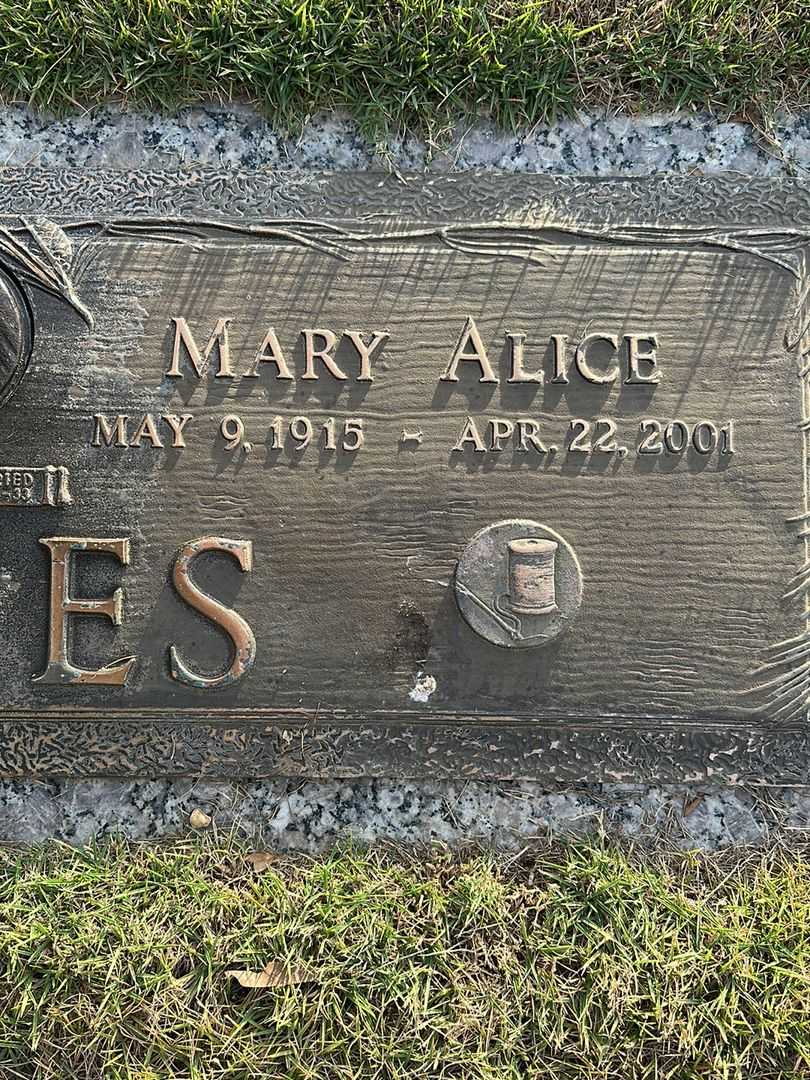 MARY ALICE
MAY 9, 1915 - APR. 22, 2001
ES